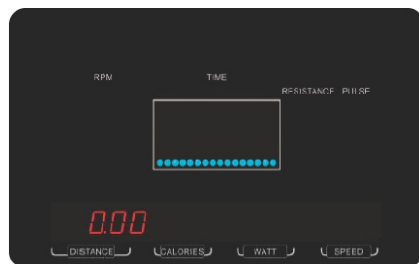 RPM TIME
RESISTANCE PULSE
0.00
DISTANCE CALORIES WATT SPEED